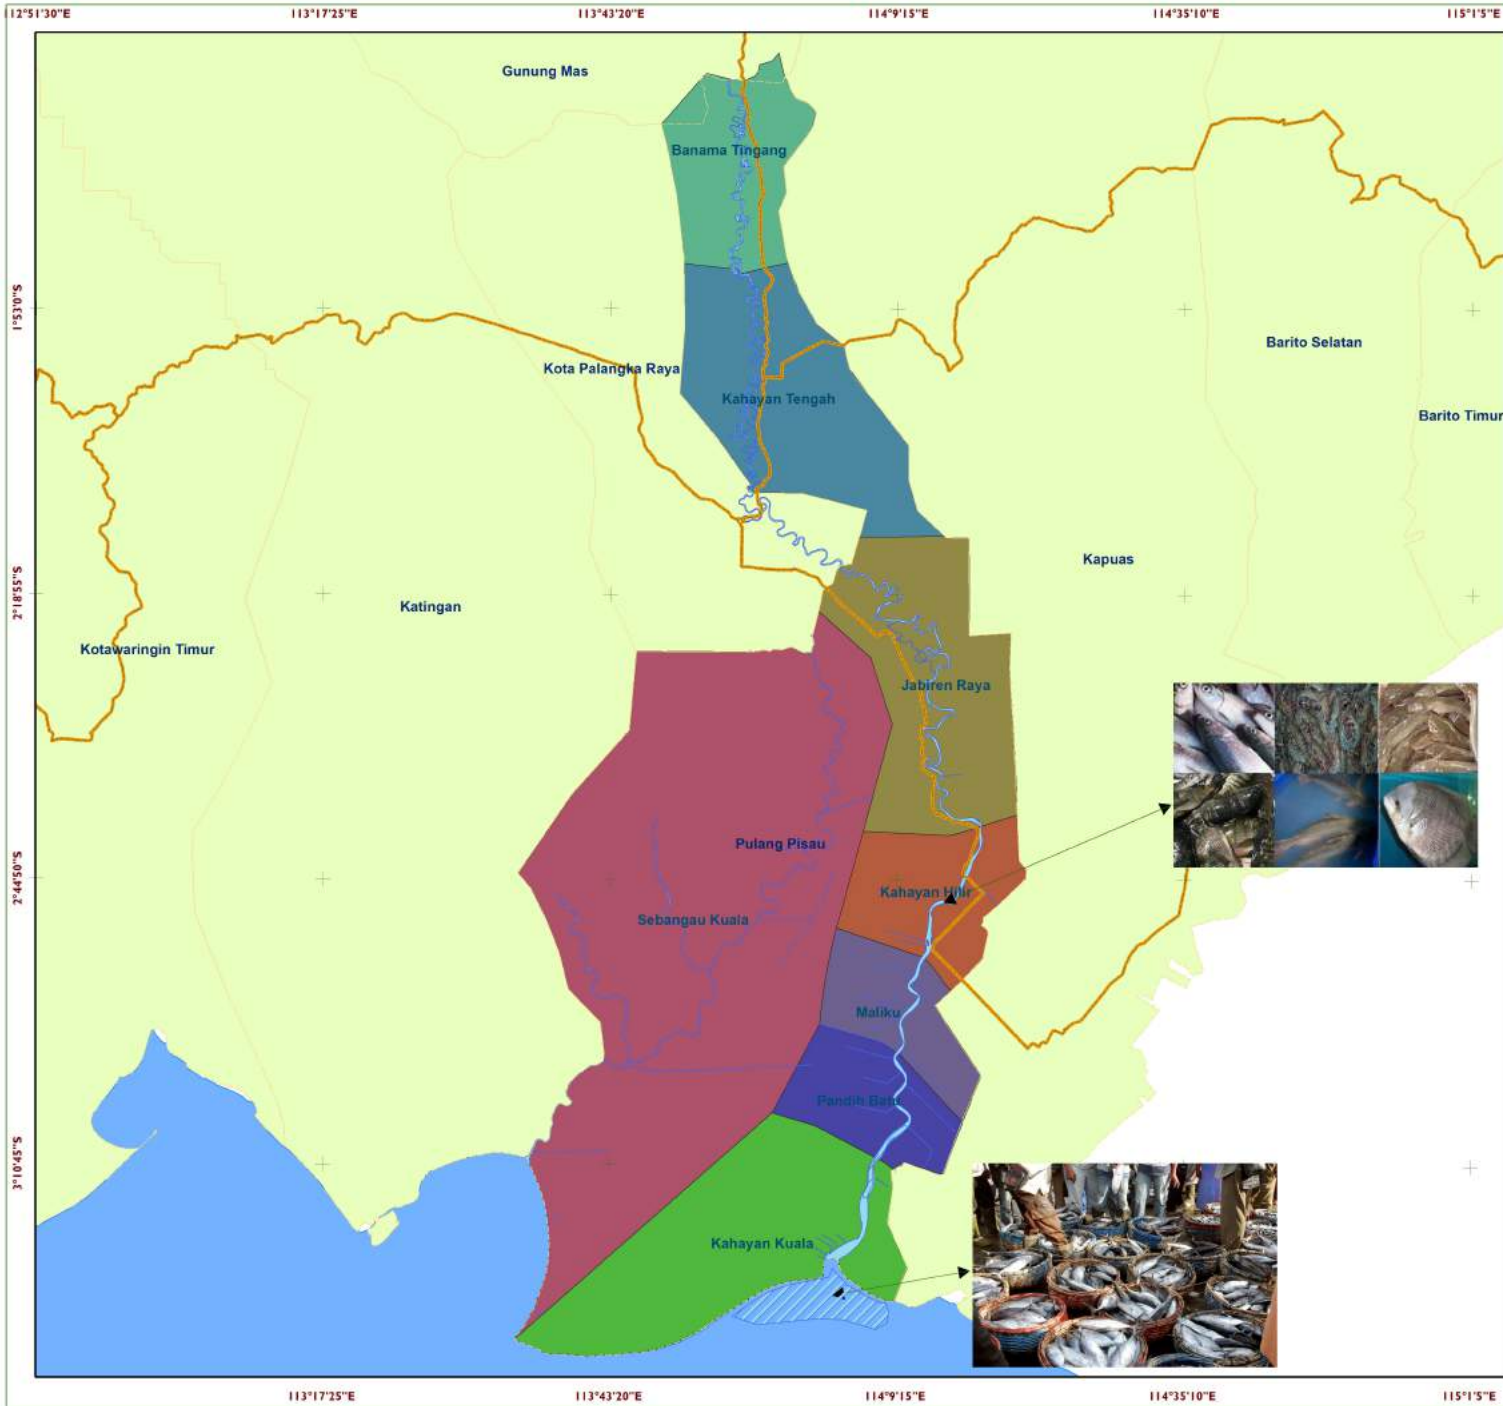 112°51'30"E
113°17'25"E
113°43'20"E
114°9'15"E
114°35'10"E
115°1'5"E
Gunung Mas
Banama Tingang
1°53'0"S
Barito Selatan
Kota Palangka Raya
Kahayan Tengah
Barito Timur
Kapuas
2°18'55"S
Katingan
Kotawaringin Timur
Jabiren Raya
Pulang Pisau
2°44'50"S
Kahayan Hilir
Sebangau Kuala
Maliku
Pandih Batu
3°10'45"S
Kahayan Kuala
113°17'25"E
113°43'20"E
114°9'15"E
114°35'10"E
115°1'5"E